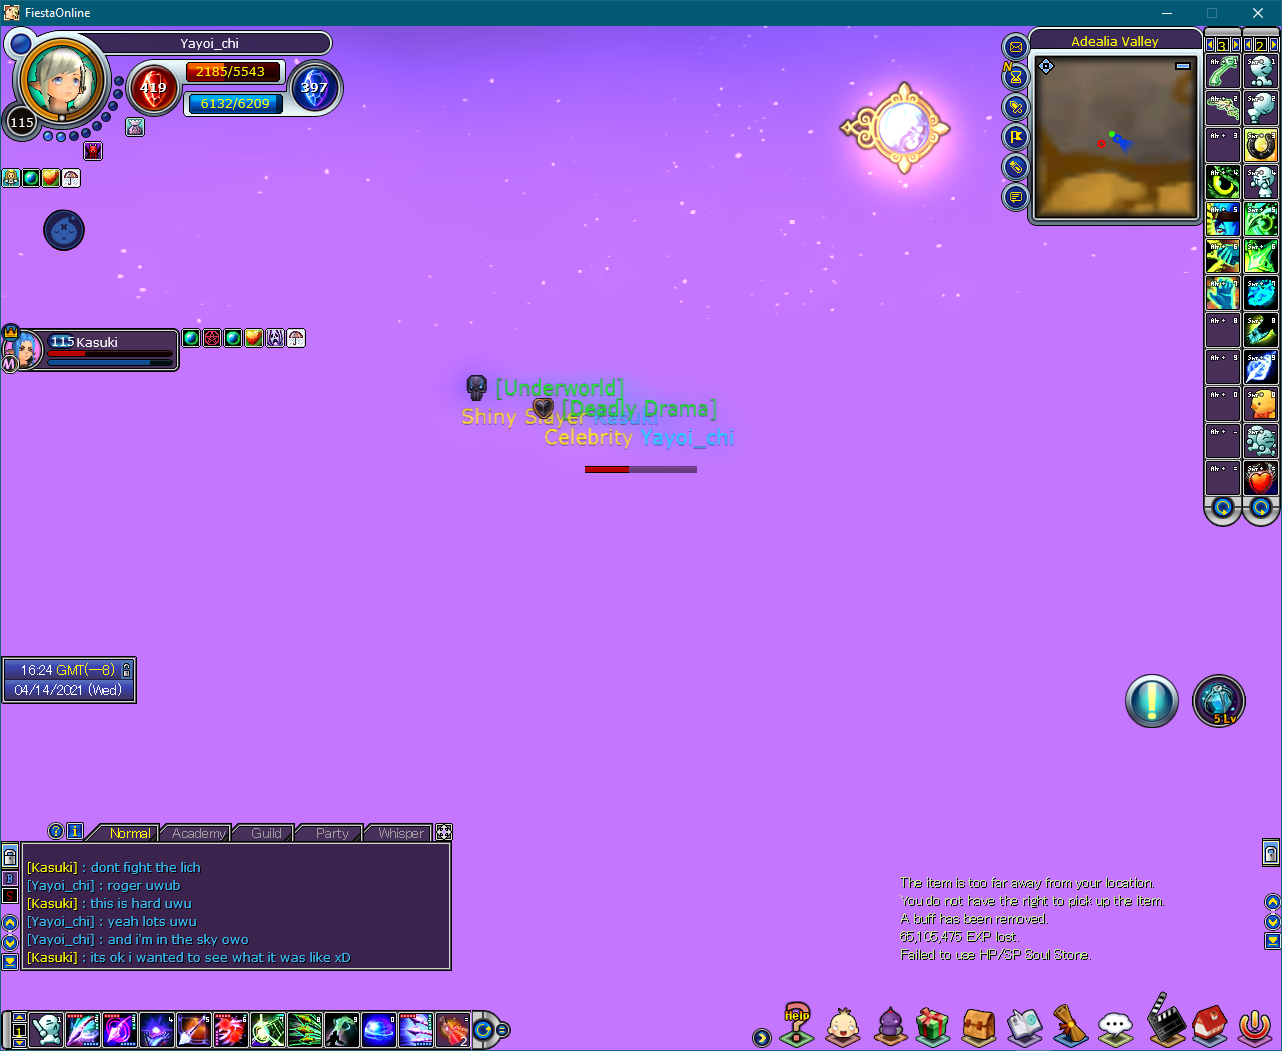 FiestaOnline
Yayoi_chi
Adealia Valley
419
2185/5543
6132/6209
397
115
N
3
2
115 Kasuki
M
[Underworld]
[Deadly Drama]
Shiny Slayer Kasuki
Celebrity Yayoi_chi
16:24 GMT(-8)
04/14/2021 (Wed)
5 Lv
Normal
Academy
Guild
Party
Whisper
B
S
[Kasuki] : dont fight the lich
[Yayoi_chi] : roger uwub
[Kasuki] : this is hard uwu
[Yayoi_chi] : yeah lots uwu
[Yayoi_chi] : and i'm in the sky owo
[Kasuki] : its ok i wanted to see what it was like xD
The item is too far away from your location.
You do not have the right to pick up the item.
A buff has been removed.
65,105,475 EXP lost.
Failed to use HP/SP Soul Stone.
1
Help